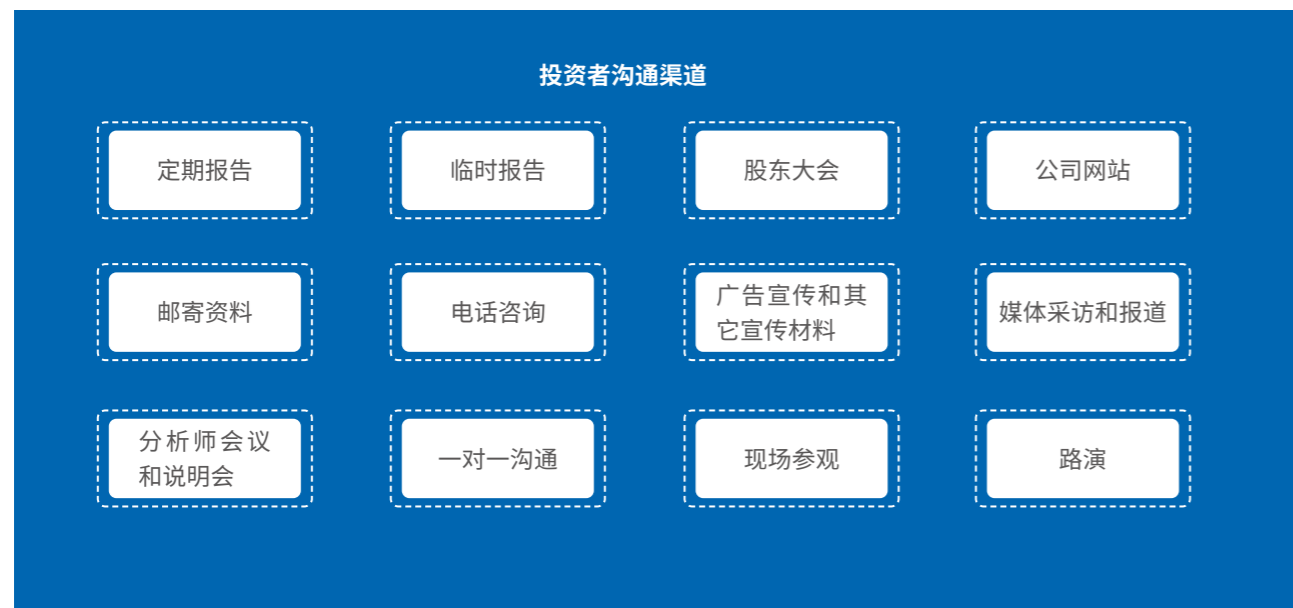 投资者沟通渠道
定期报告
临时报告
股东大会
公司网站
邮寄资料
电话咨询
广告宣传和其
它宣传材料
媒体采访和报道
分析师会议
和说明会
一对一沟通
现场参观
路演